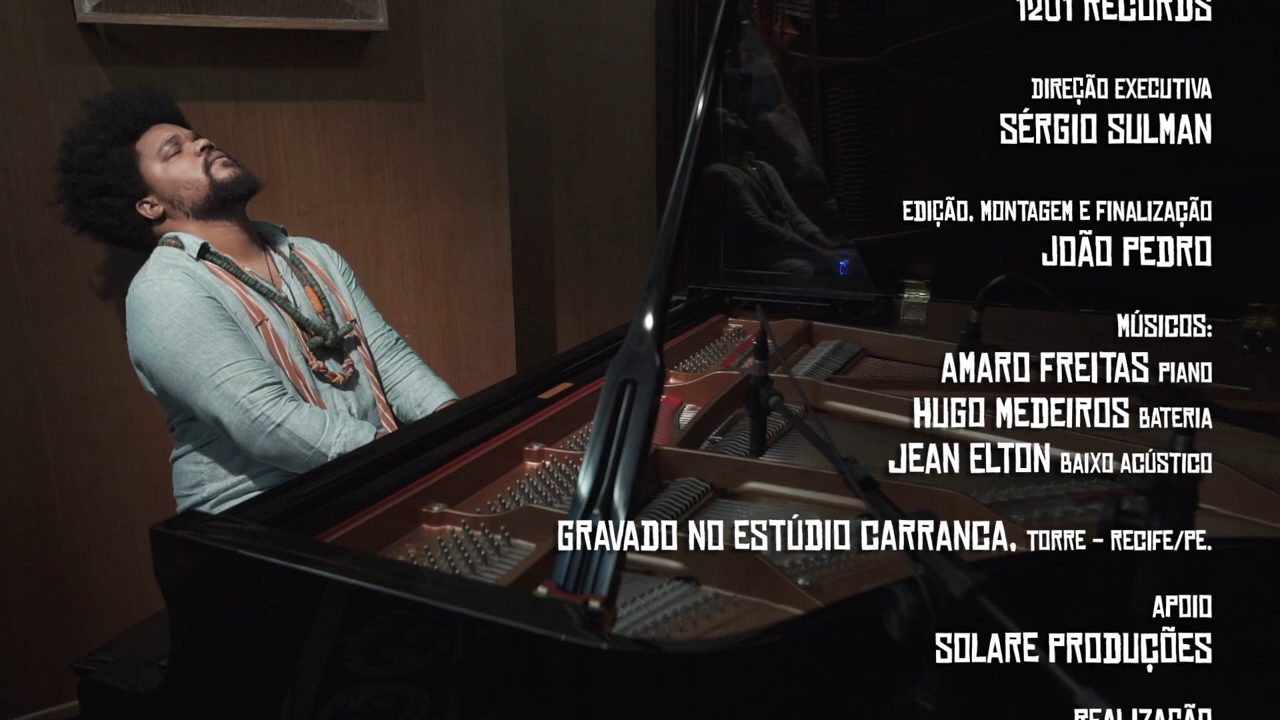 1201 RECORDS
DIREÇÃO EXECUTIVA
SÉRGIO SULMAN
EDIÇÃO, MONTAGEM E FINALIZAÇÃO
JOÃO PEDRO
MÚSICOS:
AMARO FREITAS PIANO
HUGO MEDEIROS BATERIA
JEAN ELTON BAIXO ACÚSTICO
GRAVADO NO ESTÚDIO CARRANCA, TORRE – RECIFE/PE.
APOIO
SOLARE PRODUÇÕES
REALIZAÇÃO